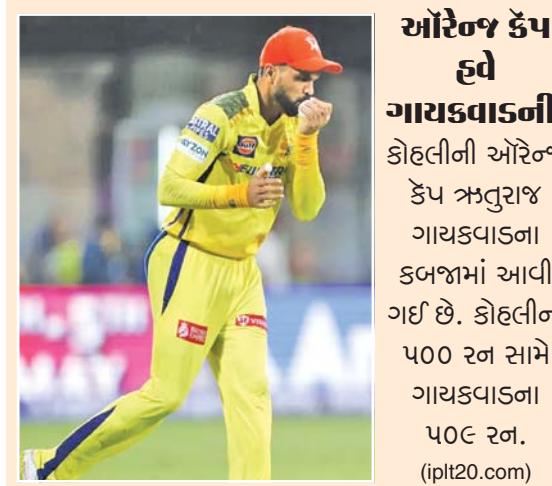 ઑરેન્જ કૅપ
હવે
ગાયકવાડની
કોહલીની ઑરેન્જ
કૅપ ઋતુરાજ
ગાયકવાડના
કબજામાં આવી
ગઈ છે. કોહલીના
૫૦૦ રન સામે
ગાયકવાડના
૫૦૯ રન.
(iplt20.com)
Gulf